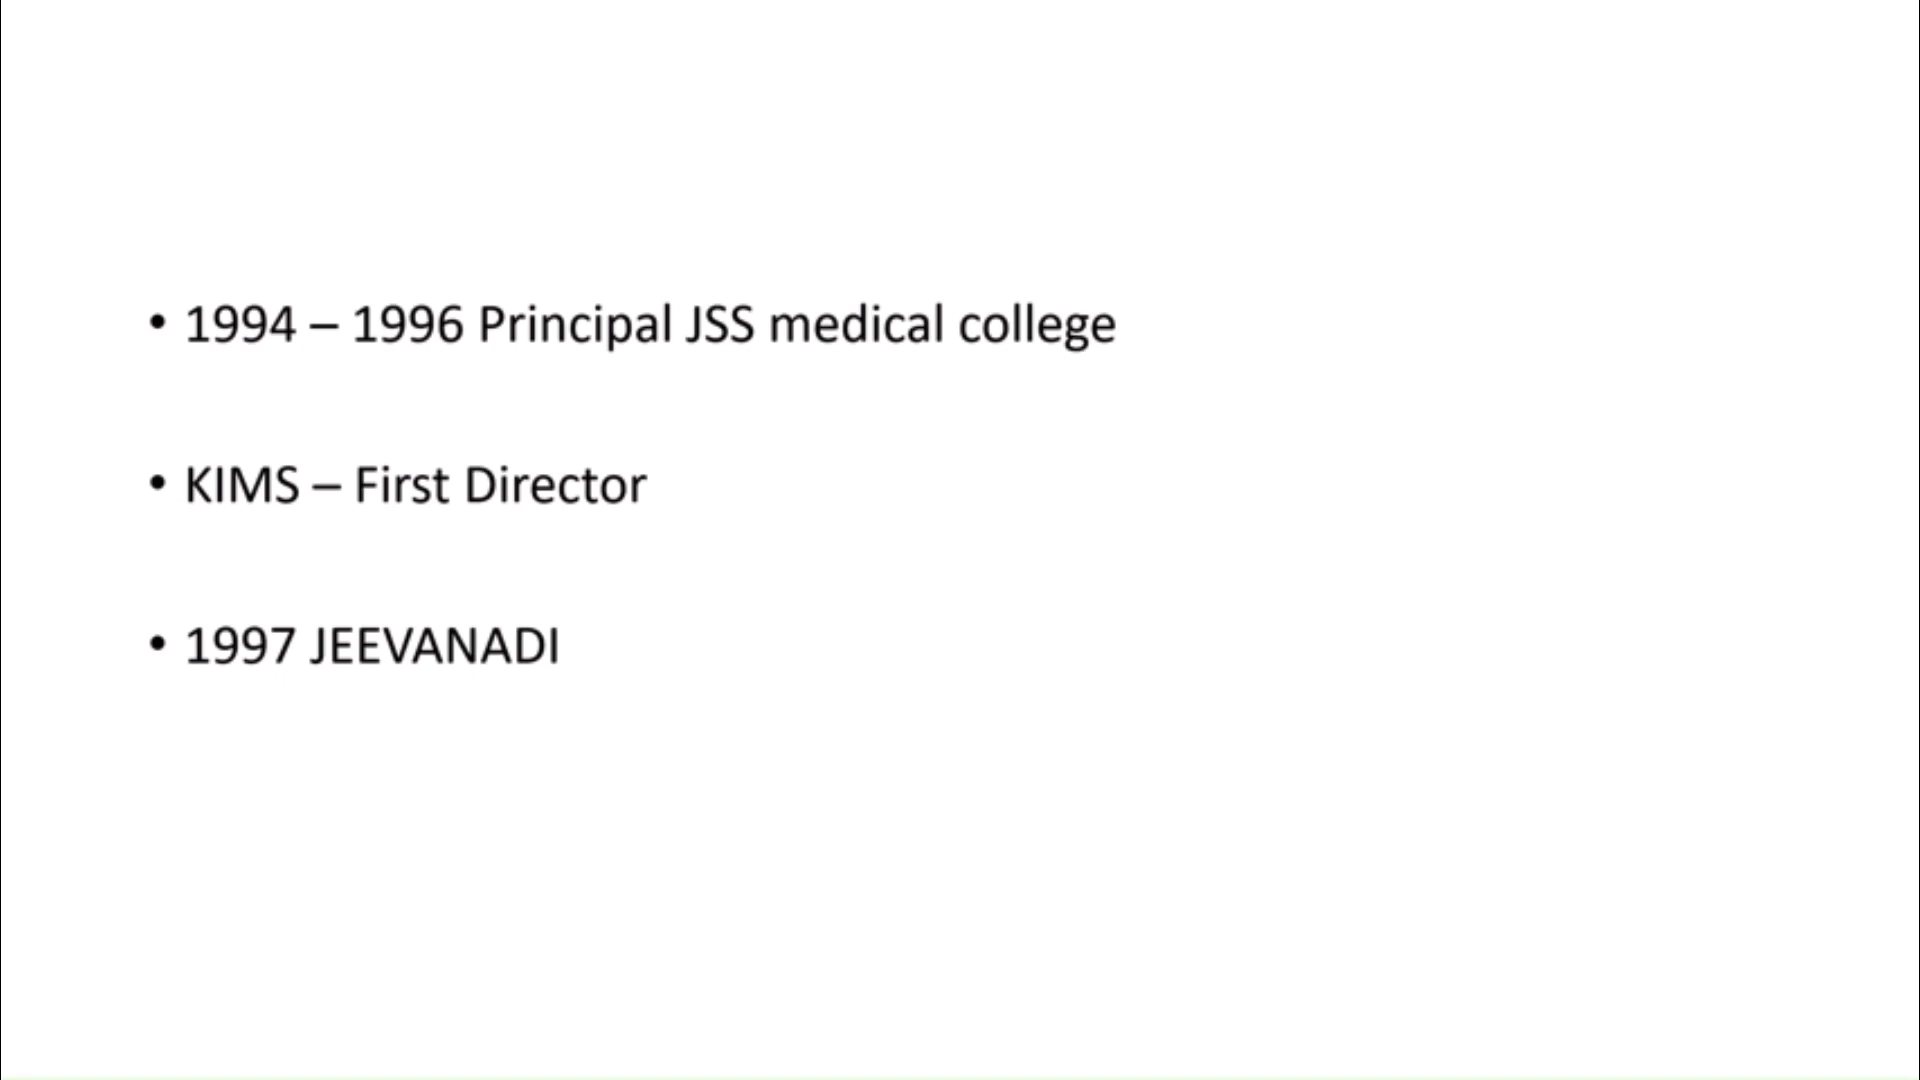 • 1994 – 1996 Principal JSS medical college
• KIMS – First Director
• 1997 JEEVANADI